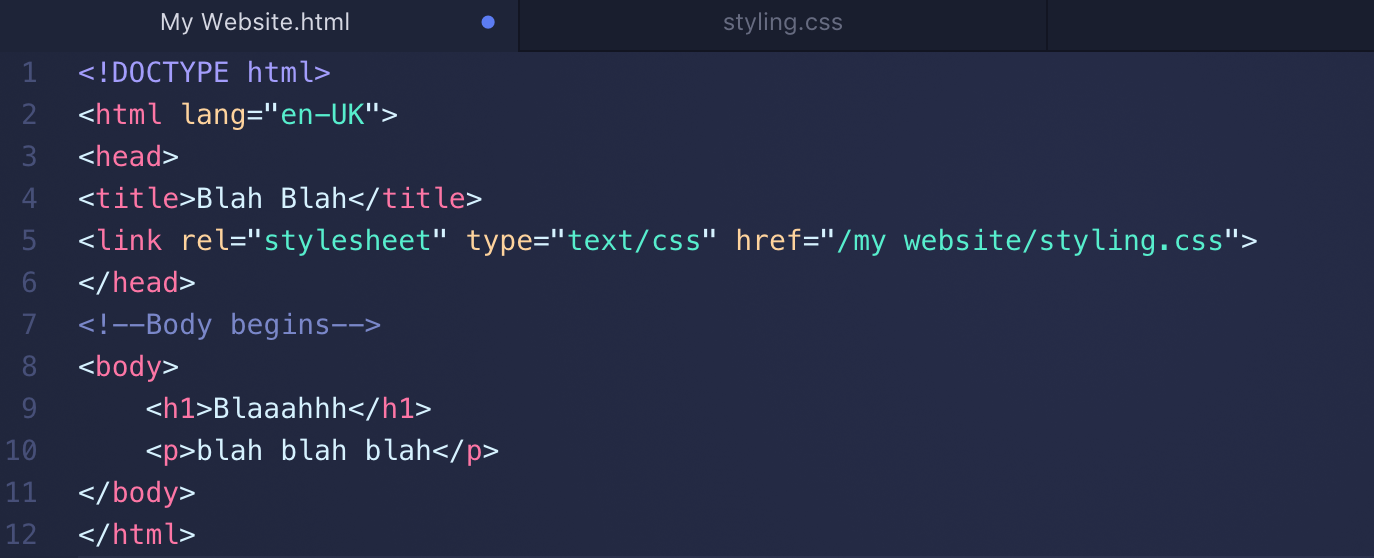 My Website.html styling.css
1 <!DOCTYPE html>
2 <html lang="en-UK">
3 <head>
4 <title>Blah Blah</title>
5 <link rel="stylesheet" type="text/css" href="/my website/styling.css">
6 </head>
7 <!--Body begins-->
8 <body>
9     <h1>Blaaahhh</h1>
10     <p>blah blah blah</p>
11 </body>
12 </html>